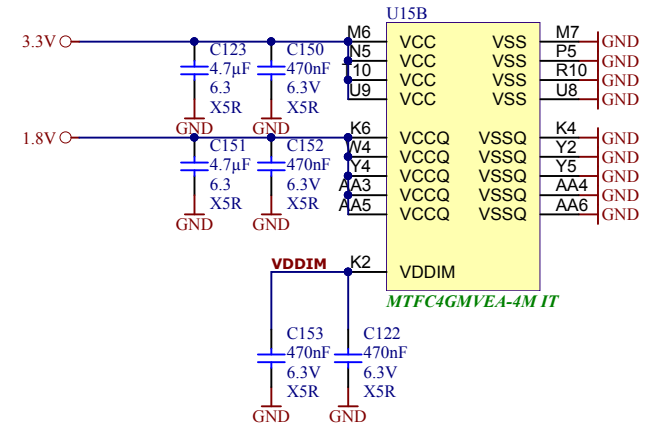 U15B
3.3V
C123
4.7µF
6.3
X5R
GND
C150
470nF
6.3V
X5R
M6 VCC VSS M7 GND
N5 VCC VSS P5 GND
T10 VCC VSS R10 GND
U9 VCC VSS U8 GND
1.8V
C151
4.7µF
6.3
X5R
GND
C152
470nF
6.3V
X5R
GND
K6 VCCQ VSSQ K4 GND
W4 VCCQ VSSQ Y2 GND
Y4 VCCQ VSSQ Y5 GND
AA3 VCCQ VSSQ AA4 GND
AA5 VCCQ VSSQ AA6 GND
VDDIM K2 VDDIM
MTFC4GMVEA-4M IT
C153
470nF
6.3V
X5R
GND
C122
470nF
6.3V
X5R
GND
GND